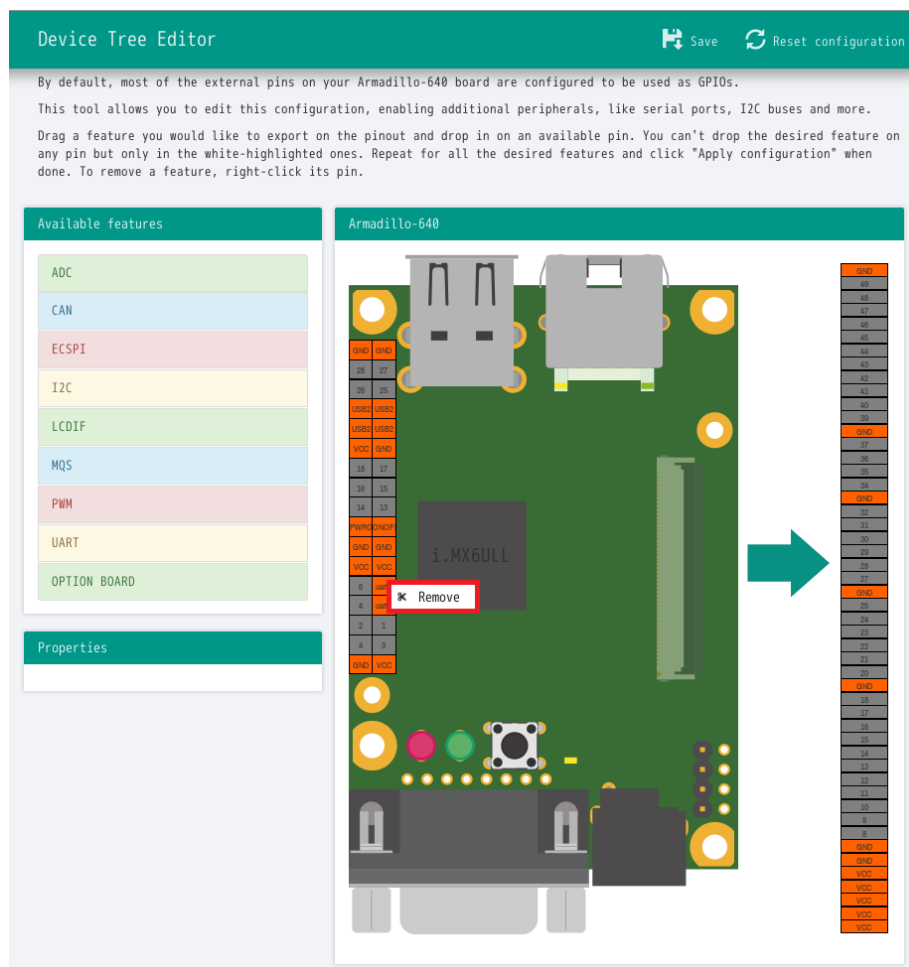 Device Tree Editor
Save
Reset configuration
By default, most of the external pins on your Armadillo-640 board are configured to be used as GPIOs.
This tool allows you to edit this configuration, enabling additional peripherals, like serial ports, I2C buses and more.
Drag a feature you would like to export on the pinout and drop in on an available pin. You can't drop the desired feature on
any pin but only in the white-highlighted ones. Repeat for all the desired features and click "Apply configuration" when
done. To remove a feature, right-click its pin.
Available features
ADC
CAN
ECSPI
I2C
LCDIF
MQS
PWM
UART
OPTION BOARD
Properties
Armadillo-640
GND GND
28 27
26 25
USB2 USB2
USB2 USB2
VCC GND
18 17
16 15
14 13
PWRO ONOF
GND GND
VCC VCC
6
4
2 1
4 3
GND VCC
i.MX6ULL
Remove
GND
49
48
47
46
45
44
43
42
41
40
39
GND
37
36
35
34
GND
32
31
30
29
28
27
GND
25
24
23
22
21
20
GND
18
17
16
15
14
13
12
11
10
9
8
GND
GND
VCC
VCC
VCC
VCC
VCC